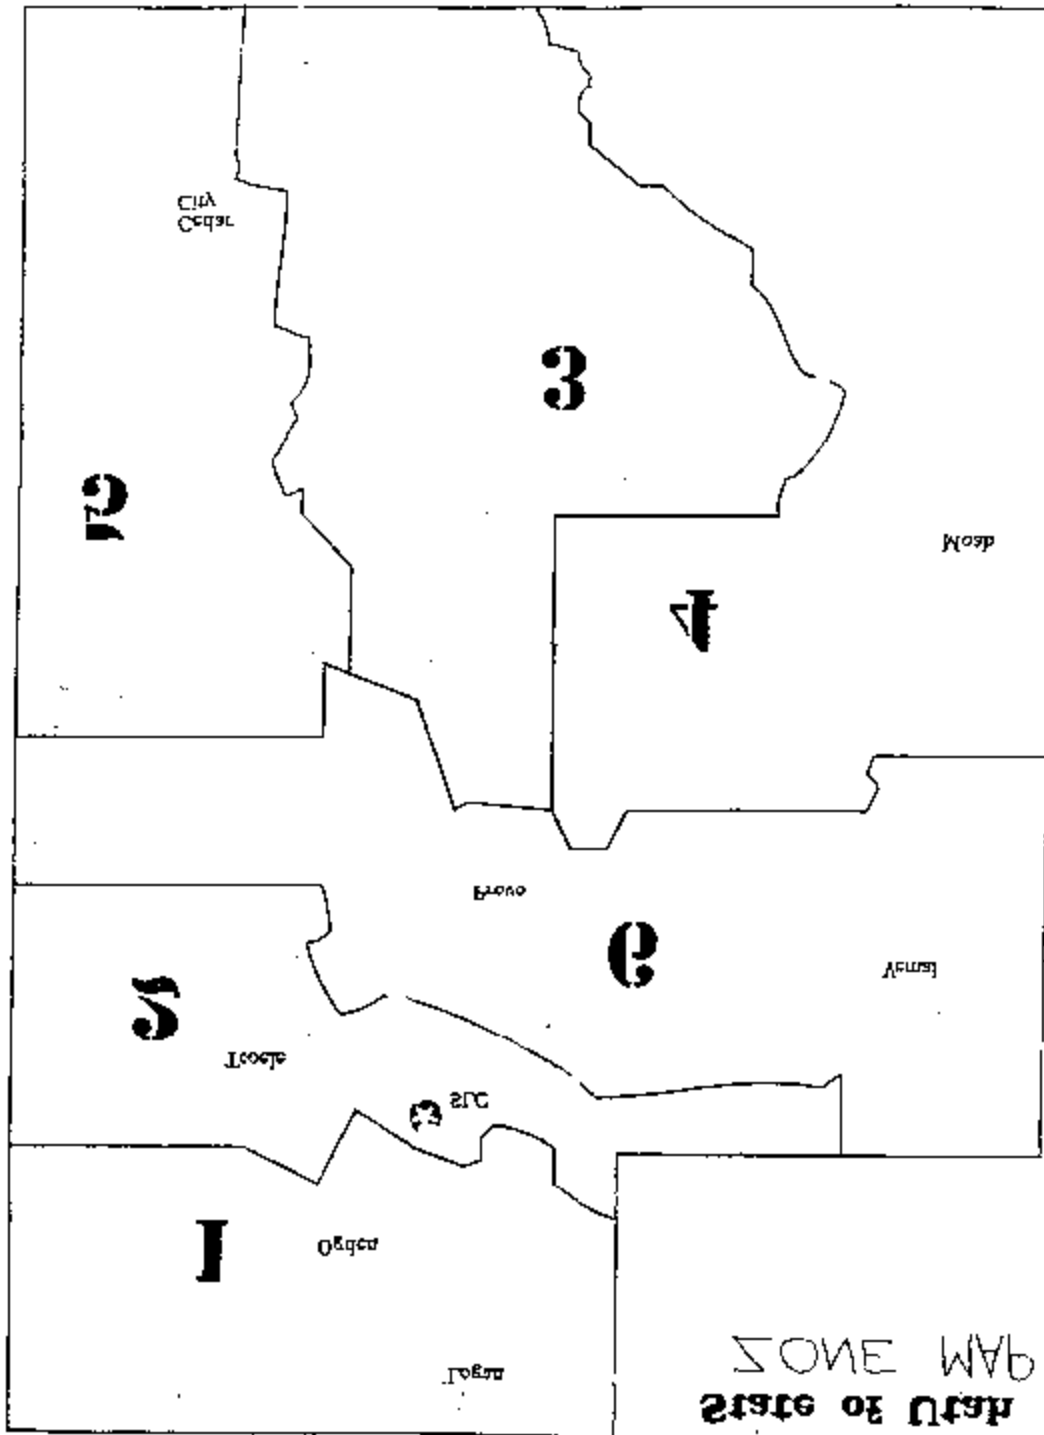 State of Utah
ZONE MAP
Logan
1
Ogden
3
SLC
Tooele
2
6
Vernal
Provo
4
Moab
5
3
Cedar
City